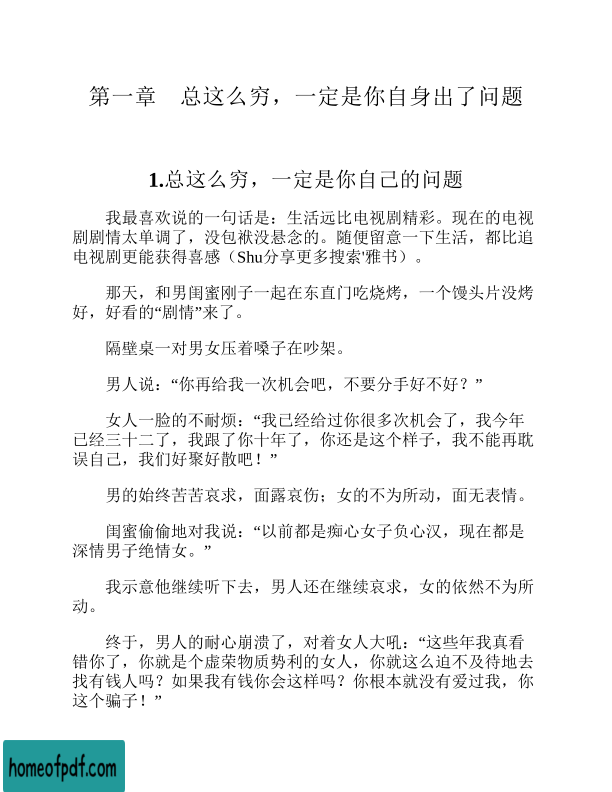 第一章　总这么穷，一定是你自身出了问题
1.总这么穷，一定是你自己的问题
我最喜欢说的一句话是：生活远比电视剧精彩。现在的电视
剧剧情太单调了，没包袱没悬念的。随便留意一下生活，都比追
电视剧更能获得喜感（Shu分享更多搜索'雅书）。
那天，和男闺蜜刚子一起在东直门吃烧烤，一个馒头片没烤
好，好看的“剧情”来了。
隔壁桌一对男女压着嗓子在吵架。
男人说：“你再给我一次机会吧，不要分手好不好？”
女人一脸的不耐烦：“我已经给过你很多次机会了，我今年
已经三十二了，我跟了你十年了，你还是这个样子，我不能再耽
误自己，我们好聚好散吧！”
男的始终苦苦哀求，面露哀伤；女的不为所动，面无表情。
闺蜜偷偷地对我说：“以前都是痴心女子负心汉，现在都是
深情男子绝情女。”
我示意他继续听下去，男人还在继续哀求，女的依然不为所
动。
终于，男人的耐心崩溃了，对着女人大吼：“这些年我真看
错你了，你就是个虚荣物质势利的女人，你就这么迫不及待地去
找有钱人吗？如果我有钱你会这样吗？你根本就没有爱过我，你
这个骗子！”
homeofpdf.com